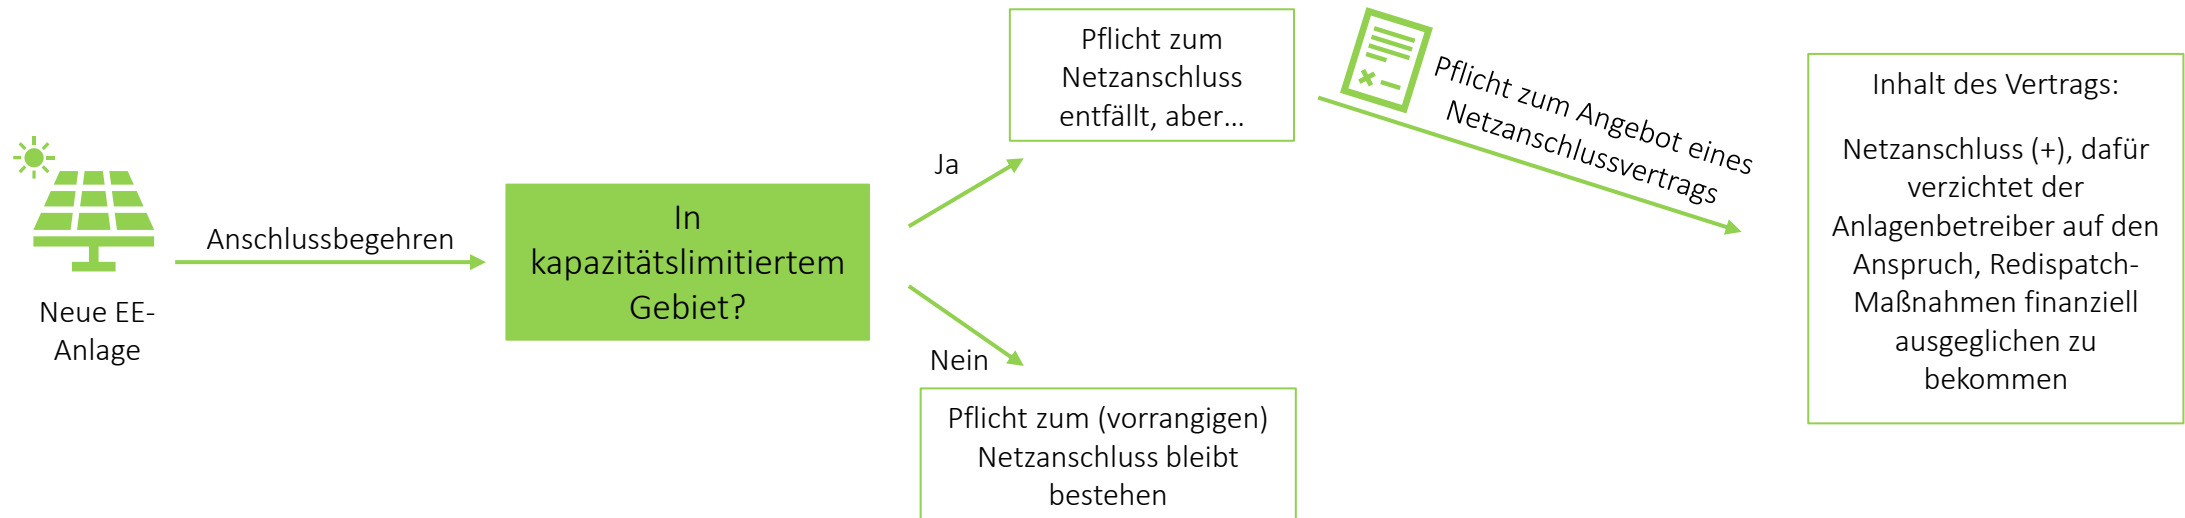 Neue EE-
Anlage
Anschlussbegehren
In
kapazitätslimitiertem
Gebiet?
Ja
Pflicht zum
Netzanschluss
entfällt, aber...
Pflicht zum Angebot eines
Netzanschlussvertrags
Inhalt des Vertrags:
Netzanschluss (+), dafür
verzichtet der
Anlagenbetreiber auf den
Anspruch, Redispatch-
Maßnahmen finanziell
ausgeglichen zu
bekommen
Nein
Pflicht zum (vorrangigen)
Netzanschluss bleibt
bestehen